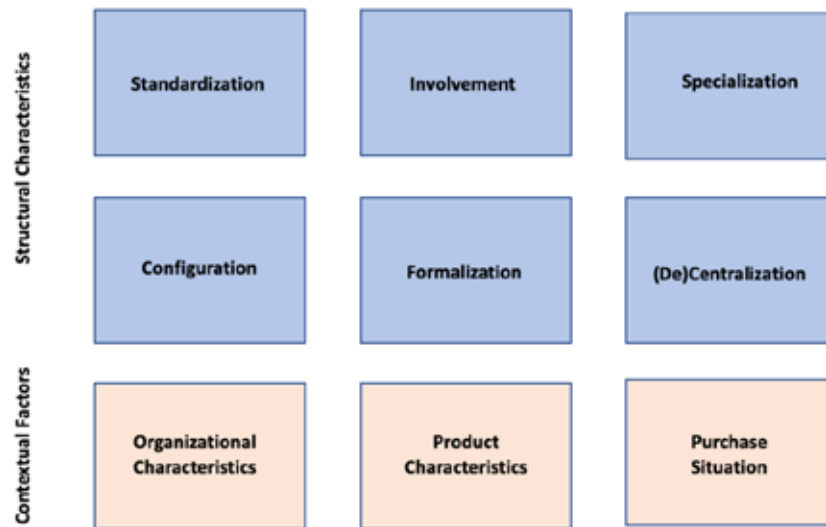 Structural Characteristics
Standardization
Involvement
Specialization
Configuration
Formalization
(De)Centralization
Contextual Factors
Organizational
Characteristics
Product
Characteristics
Purchase
Situation